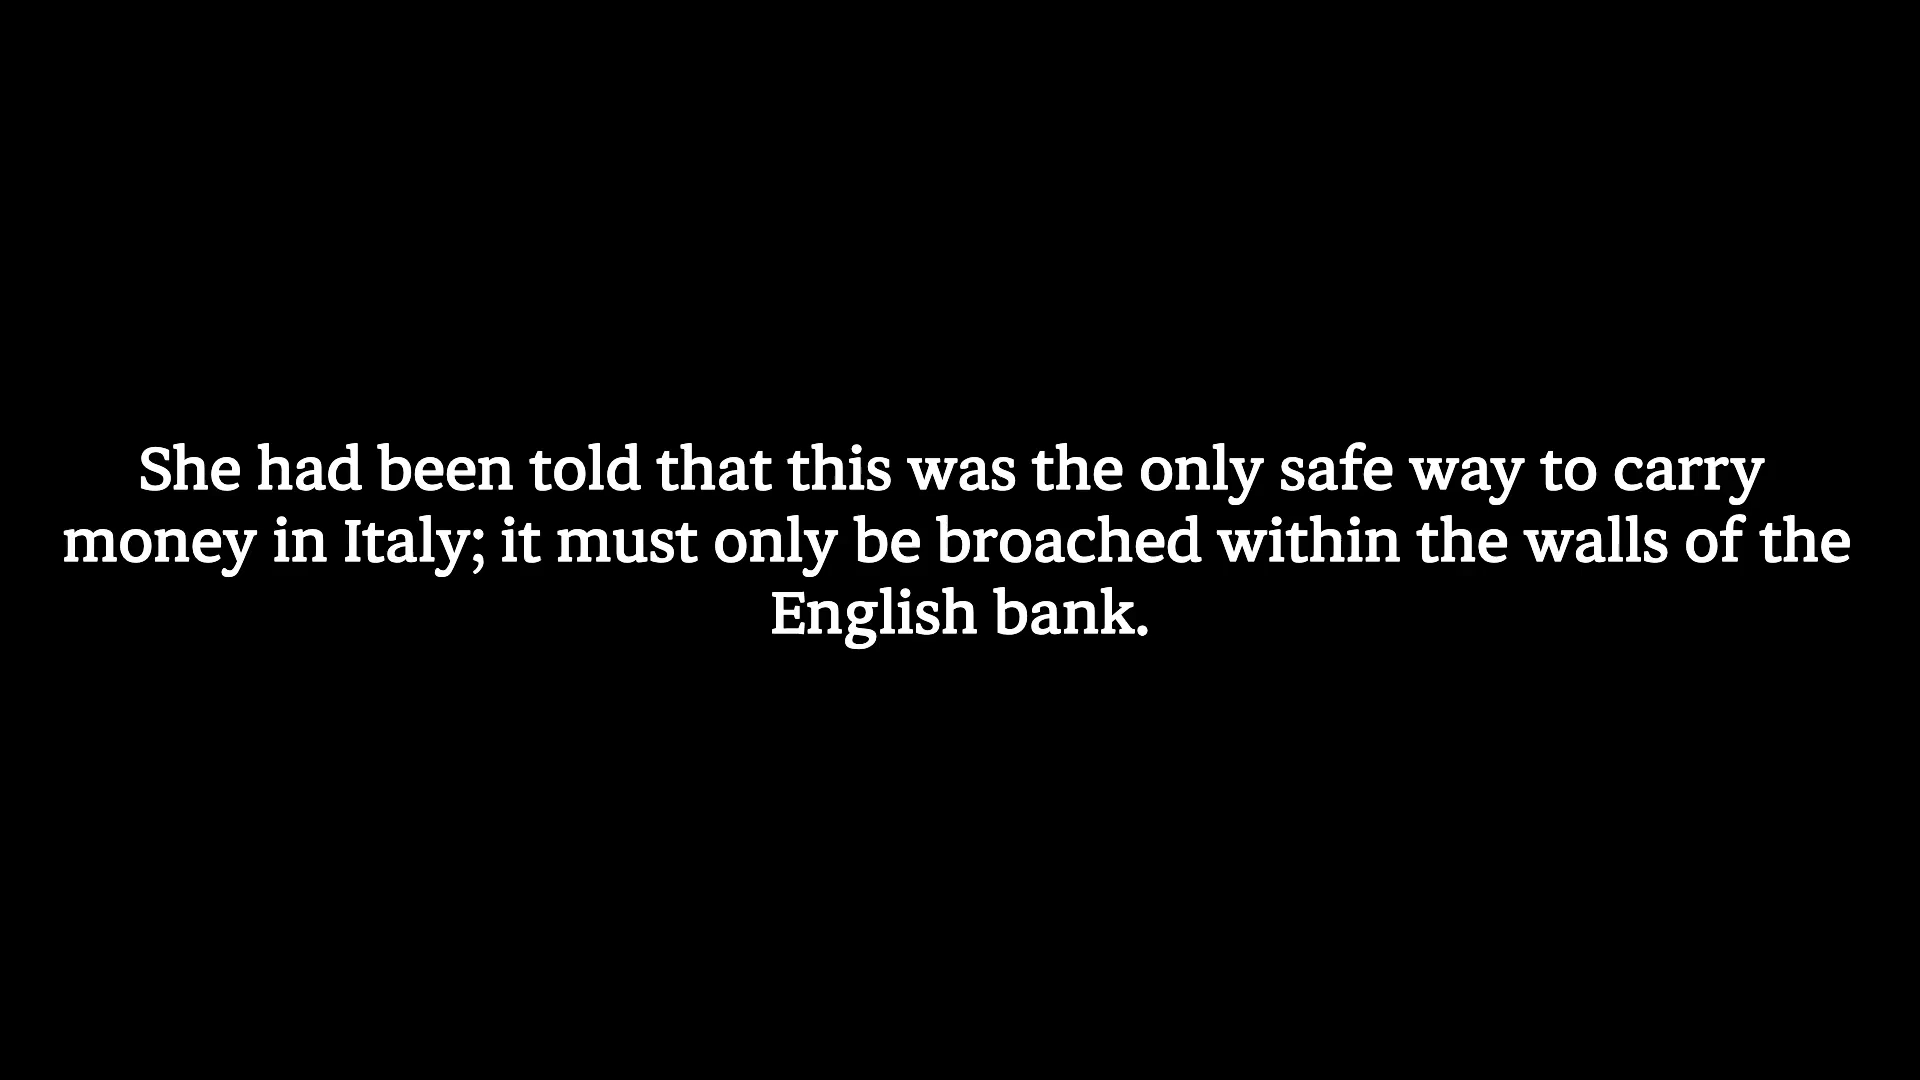 She had been told that this was the only safe way to carry
money in Italy; it must only be broached within the walls of the
English bank.